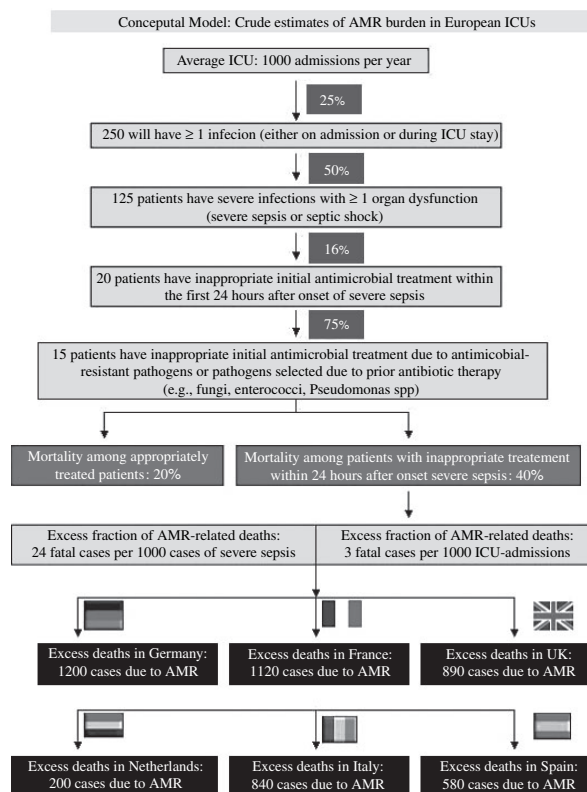 Conceputal Model: Crude estimates of AMR burden in European ICUs
Average ICU: 1000 admissions per year
25%
250 will have ≥ 1 infecion (either on admission or during ICU stay)
50%
125 patients have severe infections with ≥ 1 organ dysfunction
(severe sepsis or septic shock)
16%
20 patients have inappropriate initial antimicrobial treatment within
the first 24 hours after onset of severe sepsis
75%
15 patients have inappropriate initial antimicrobial treatment due to antimicobial-
resistant pathogens or pathogens selected due to prior antibiotic therapy
(e.g., fungi, enterococci, Pseudomonas spp)
Mortality among appropriately
treated patients: 20%
Mortality among patients with inappropriate treatement
within 24 hours after onset severe sepsis: 40%
Excess fraction of AMR-related deaths:
24 fatal cases per 1000 cases of severe sepsis
Excess fraction of AMR-related deaths:
3 fatal cases per 1000 ICU-admissions
Excess deaths in Germany:
1200 cases due to AMR
Excess deaths in France:
1120 cases due to AMR
Excess deaths in UK:
890 cases due to AMR
Excess deaths in Netherlands:
200 cases due to AMR
Excess deaths in Italy:
840 cases due to AMR
Excess deaths in Spain:
580 cases due to AMR